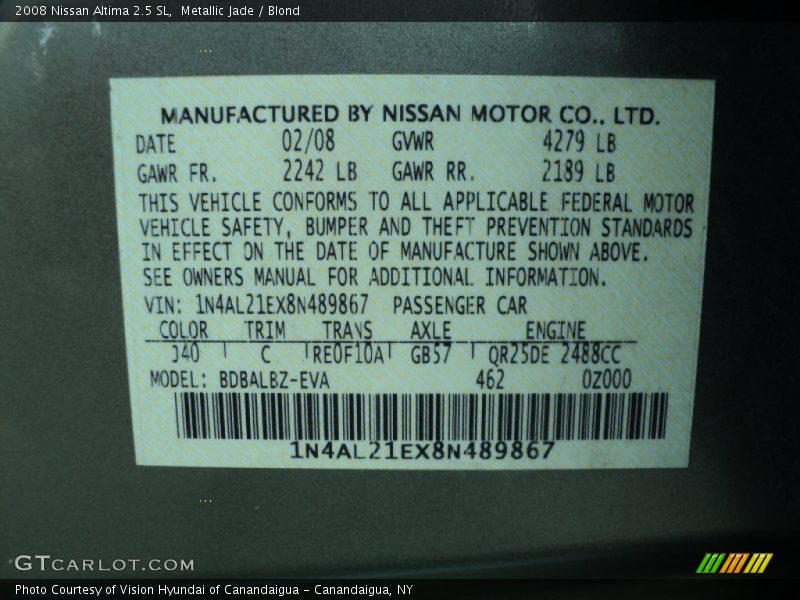 2008 Nissan Altima 2.5 SL, Metallic Jade / Blond
MANUFACTURED BY NISSAN MOTOR CO., LTD.
DATE 02/08 GVWR 4279 LB
GAWR FR. 2242 LB GAWR RR. 2189 LB
THIS VEHICLE CONFORMS TO ALL APPLICABLE FEDERAL MOTOR
VEHICLE SAFETY, BUMPER AND THEFT PREVENTION STANDARDS
IN EFFECT ON THE DATE OF MANUFACTURE SHOWN ABOVE.
SEE OWNERS MANUAL FOR ADDITIONAL INFORMATION.
VIN: 1N4AL21EX8N489867 PASSENGER CAR
COLOR TRIM TRANS AXLE ENGINE
J40 C RE0F10A GB57 QR25DE 2488CC
MODEL: BDBALBZ-EVA 462 0Z000
1N4AL21EX8N489867
GTCARLOT.COM
Photo Courtesy of Vision Hyundai of Canandaigua - Canandaigua, NY